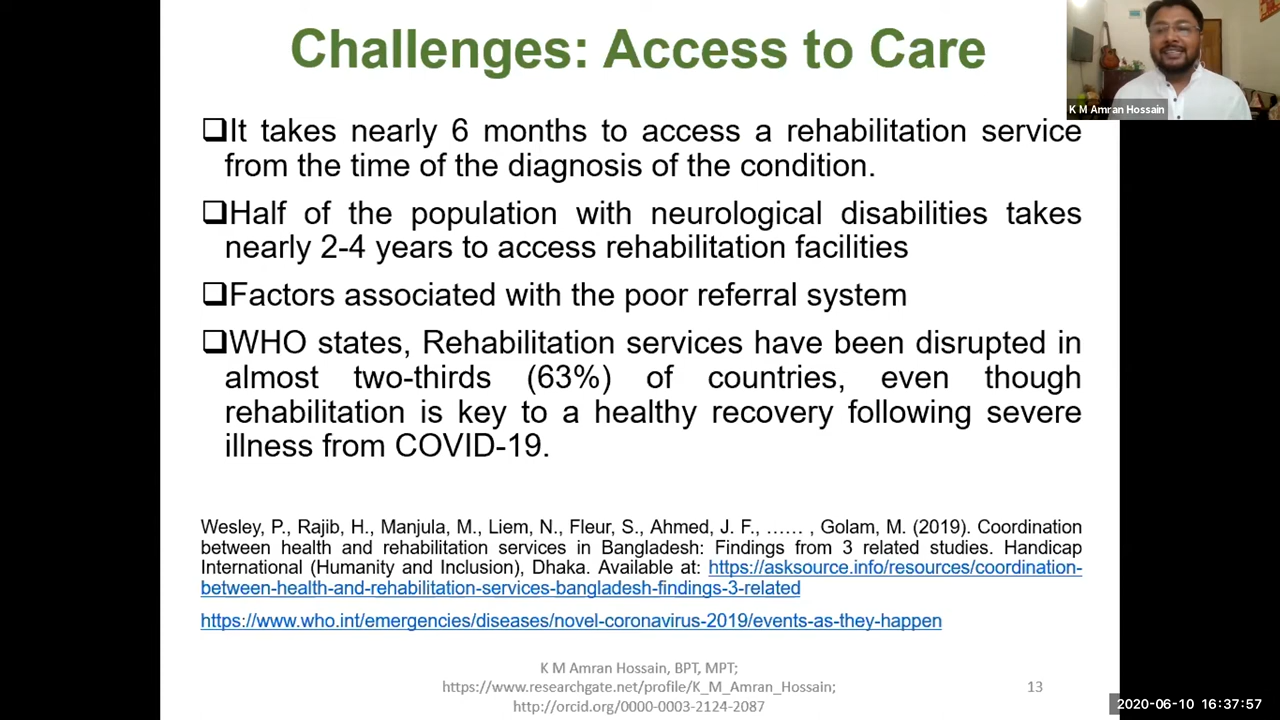 Challenges: Access to Care
K M Amran Hossain
❑It takes nearly 6 months to access a rehabilitation service
from the time of the diagnosis of the condition.
❑Half of the population with neurological disabilities takes
nearly 2-4 years to access rehabilitation facilities
❑Factors associated with the poor referral system
❑WHO states, Rehabilitation services have been disrupted in
almost two-thirds (63%) of countries, even though
rehabilitation is key to a healthy recovery following severe
illness from COVID-19.
Wesley, P., Rajib, H., Manjula, M., Liem, N., Fleur, S., Ahmed, J. F., …… , Golam, M. (2019). Coordination
between health and rehabilitation services in Bangladesh: Findings from 3 related studies. Handicap
International (Humanity and Inclusion), Dhaka. Available at: https://asksource.info/resources/coordination-
between-health-and-rehabilitation-services-bangladesh-findings-3-related
https://www.who.int/emergencies/diseases/novel-coronavirus-2019/events-as-they-happen
K M Amran Hossain, BPT, MPT;
https://www.researchgate.net/profile/K_M_Amran_Hossain;
http://orcid.org/0000-0003-2124-2087
13
2020-06-10 16:37:57